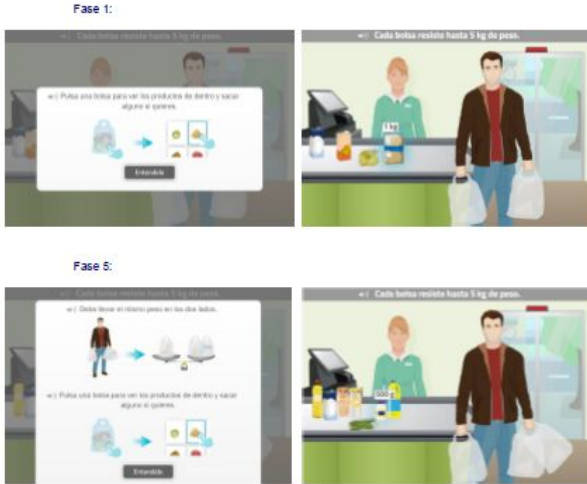 Fase 1:
Cada bolsa resiste hasta 5 kg de peso.
Pulsa una bolsa para ver los productos de dentro y sacar
alguno si quieres.
Entendido
Cada bolsa resiste hasta 5 kg de peso.
1 kg
Fase 5:
Cada bolsa resiste hasta 5 kg de peso.
Debe llevar el mismo peso en los dos lados.
Pulsa una bolsa para ver los productos de dentro y sacar
alguno si quieres.
Entendido
Cada bolsa resiste hasta 5 kg de peso.
500 g